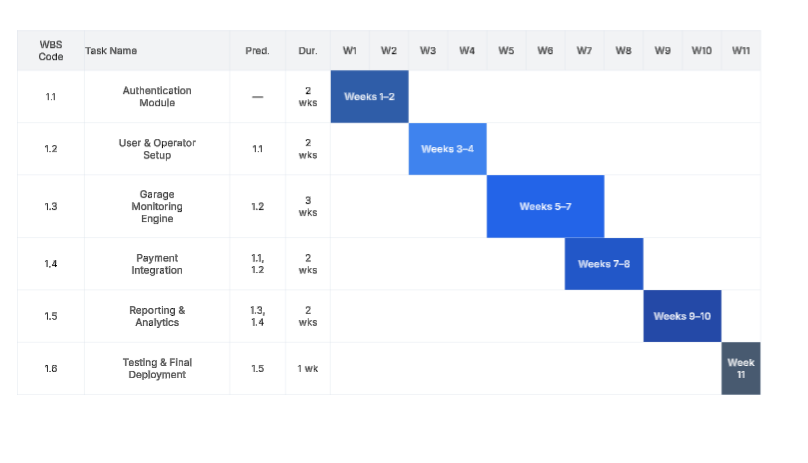 WBS Code Task Name Pred. Dur. W1 W2 W3 W4 W5 W6 W7 W8 W9 W10 W11
1.1 Authentication Module — 2 wks Weeks 1–2
1.2 User & Operator Setup 1.1 2 wks Weeks 3–4
1.3 Garage Monitoring Engine 1.2 3 wks Weeks 5–7
1.4 Payment Integration 1.1, 1.2 2 wks Weeks 7–8
1.5 Reporting & Analytics 1.3, 1.4 2 wks Weeks 9–10
1.6 Testing & Final Deployment 1.5 1 wk Week 11